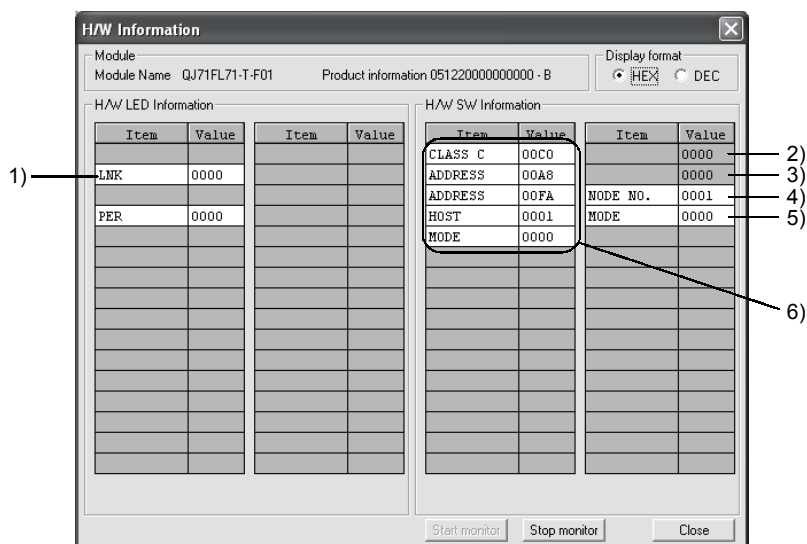 H/W Information
Module
Module Name QJ71FL71-T-F01 Product information 051220000000000 - B
Display format
HEX DEC
H/W LED Information
H/W SW Information
Item Value Item Value Item Value Item Value
CLASS C 00C0 0000 2)
1) LNK 0000 ADDRESS 00A8 0000 3)
ADDRESS 00FA NODE NO. 0001 4)
PER 0000 HOST 0001 MODE 0000 5)
MODE 0000
6)
Start monitor Stop monitor Close